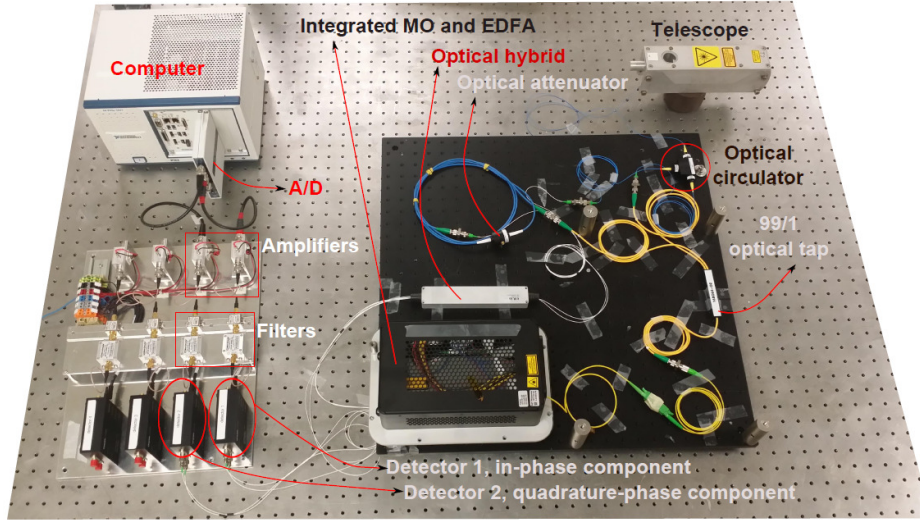 Integrated MO and EDFA
Telescope
Computer
Optical hybrid
Optical attenuator
Optical
circulator
A/D
Amplifiers
99/1
optical tap
Filters
Detector 1, in-phase component
Detector 2, quadrature-phase component